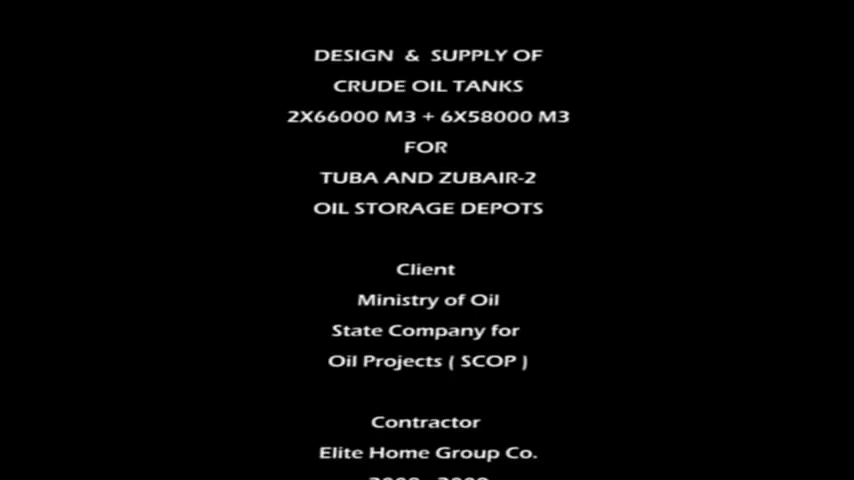 DESIGN & SUPPLY OF
CRUDE OIL TANKS
2X66000 M3 + 6X58000 M3
FOR
TUBA AND ZUBAIR-2
OIL STORAGE DEPOTS
Client
Ministry of Oil
State Company for
Oil Projects ( SCOP )
Contractor
Elite Home Group Co.